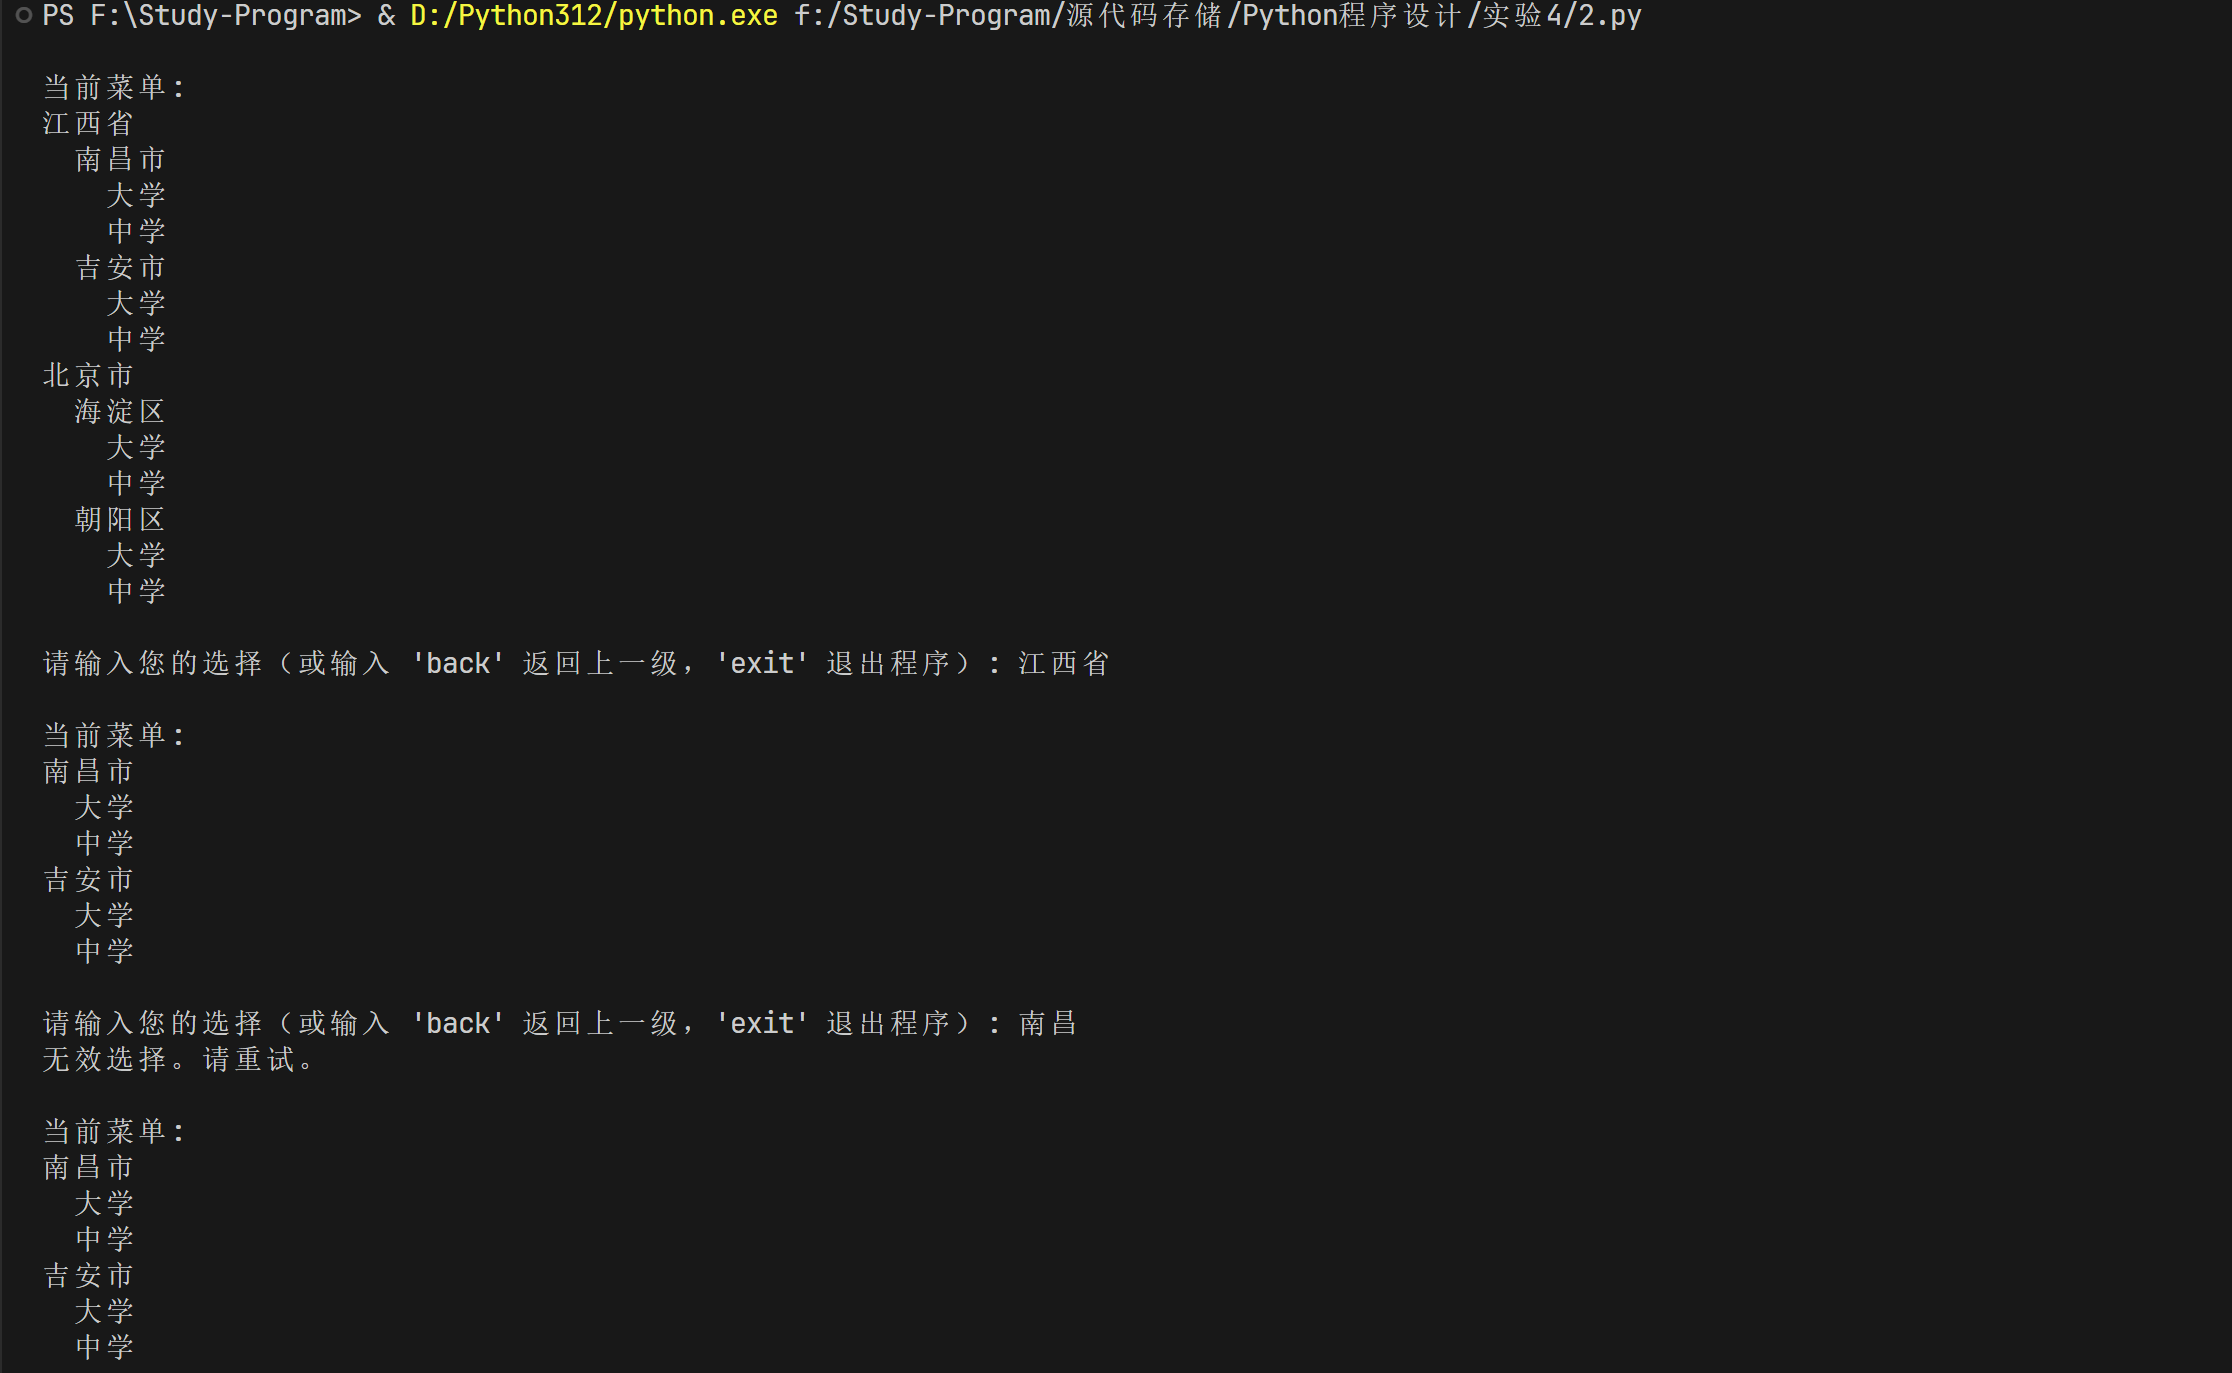 PS F:\Study-Program> & D:/Python312/python.exe f:/Study-Program/源代码存储/Python程序设计/实验4/2.py
当前菜单：
江西省
南昌市
大学
中学
吉安市
大学
中学
北京市
海淀区
大学
中学
朝阳区
大学
中学
请输入您的选择（或输入 'back' 返回上一级，'exit' 退出程序）: 江西省
当前菜单：
南昌市
大学
中学
吉安市
大学
中学
请输入您的选择（或输入 'back' 返回上一级，'exit' 退出程序）: 南昌
无效选择。请重试。
当前菜单：
南昌市
大学
中学
吉安市
大学
中学